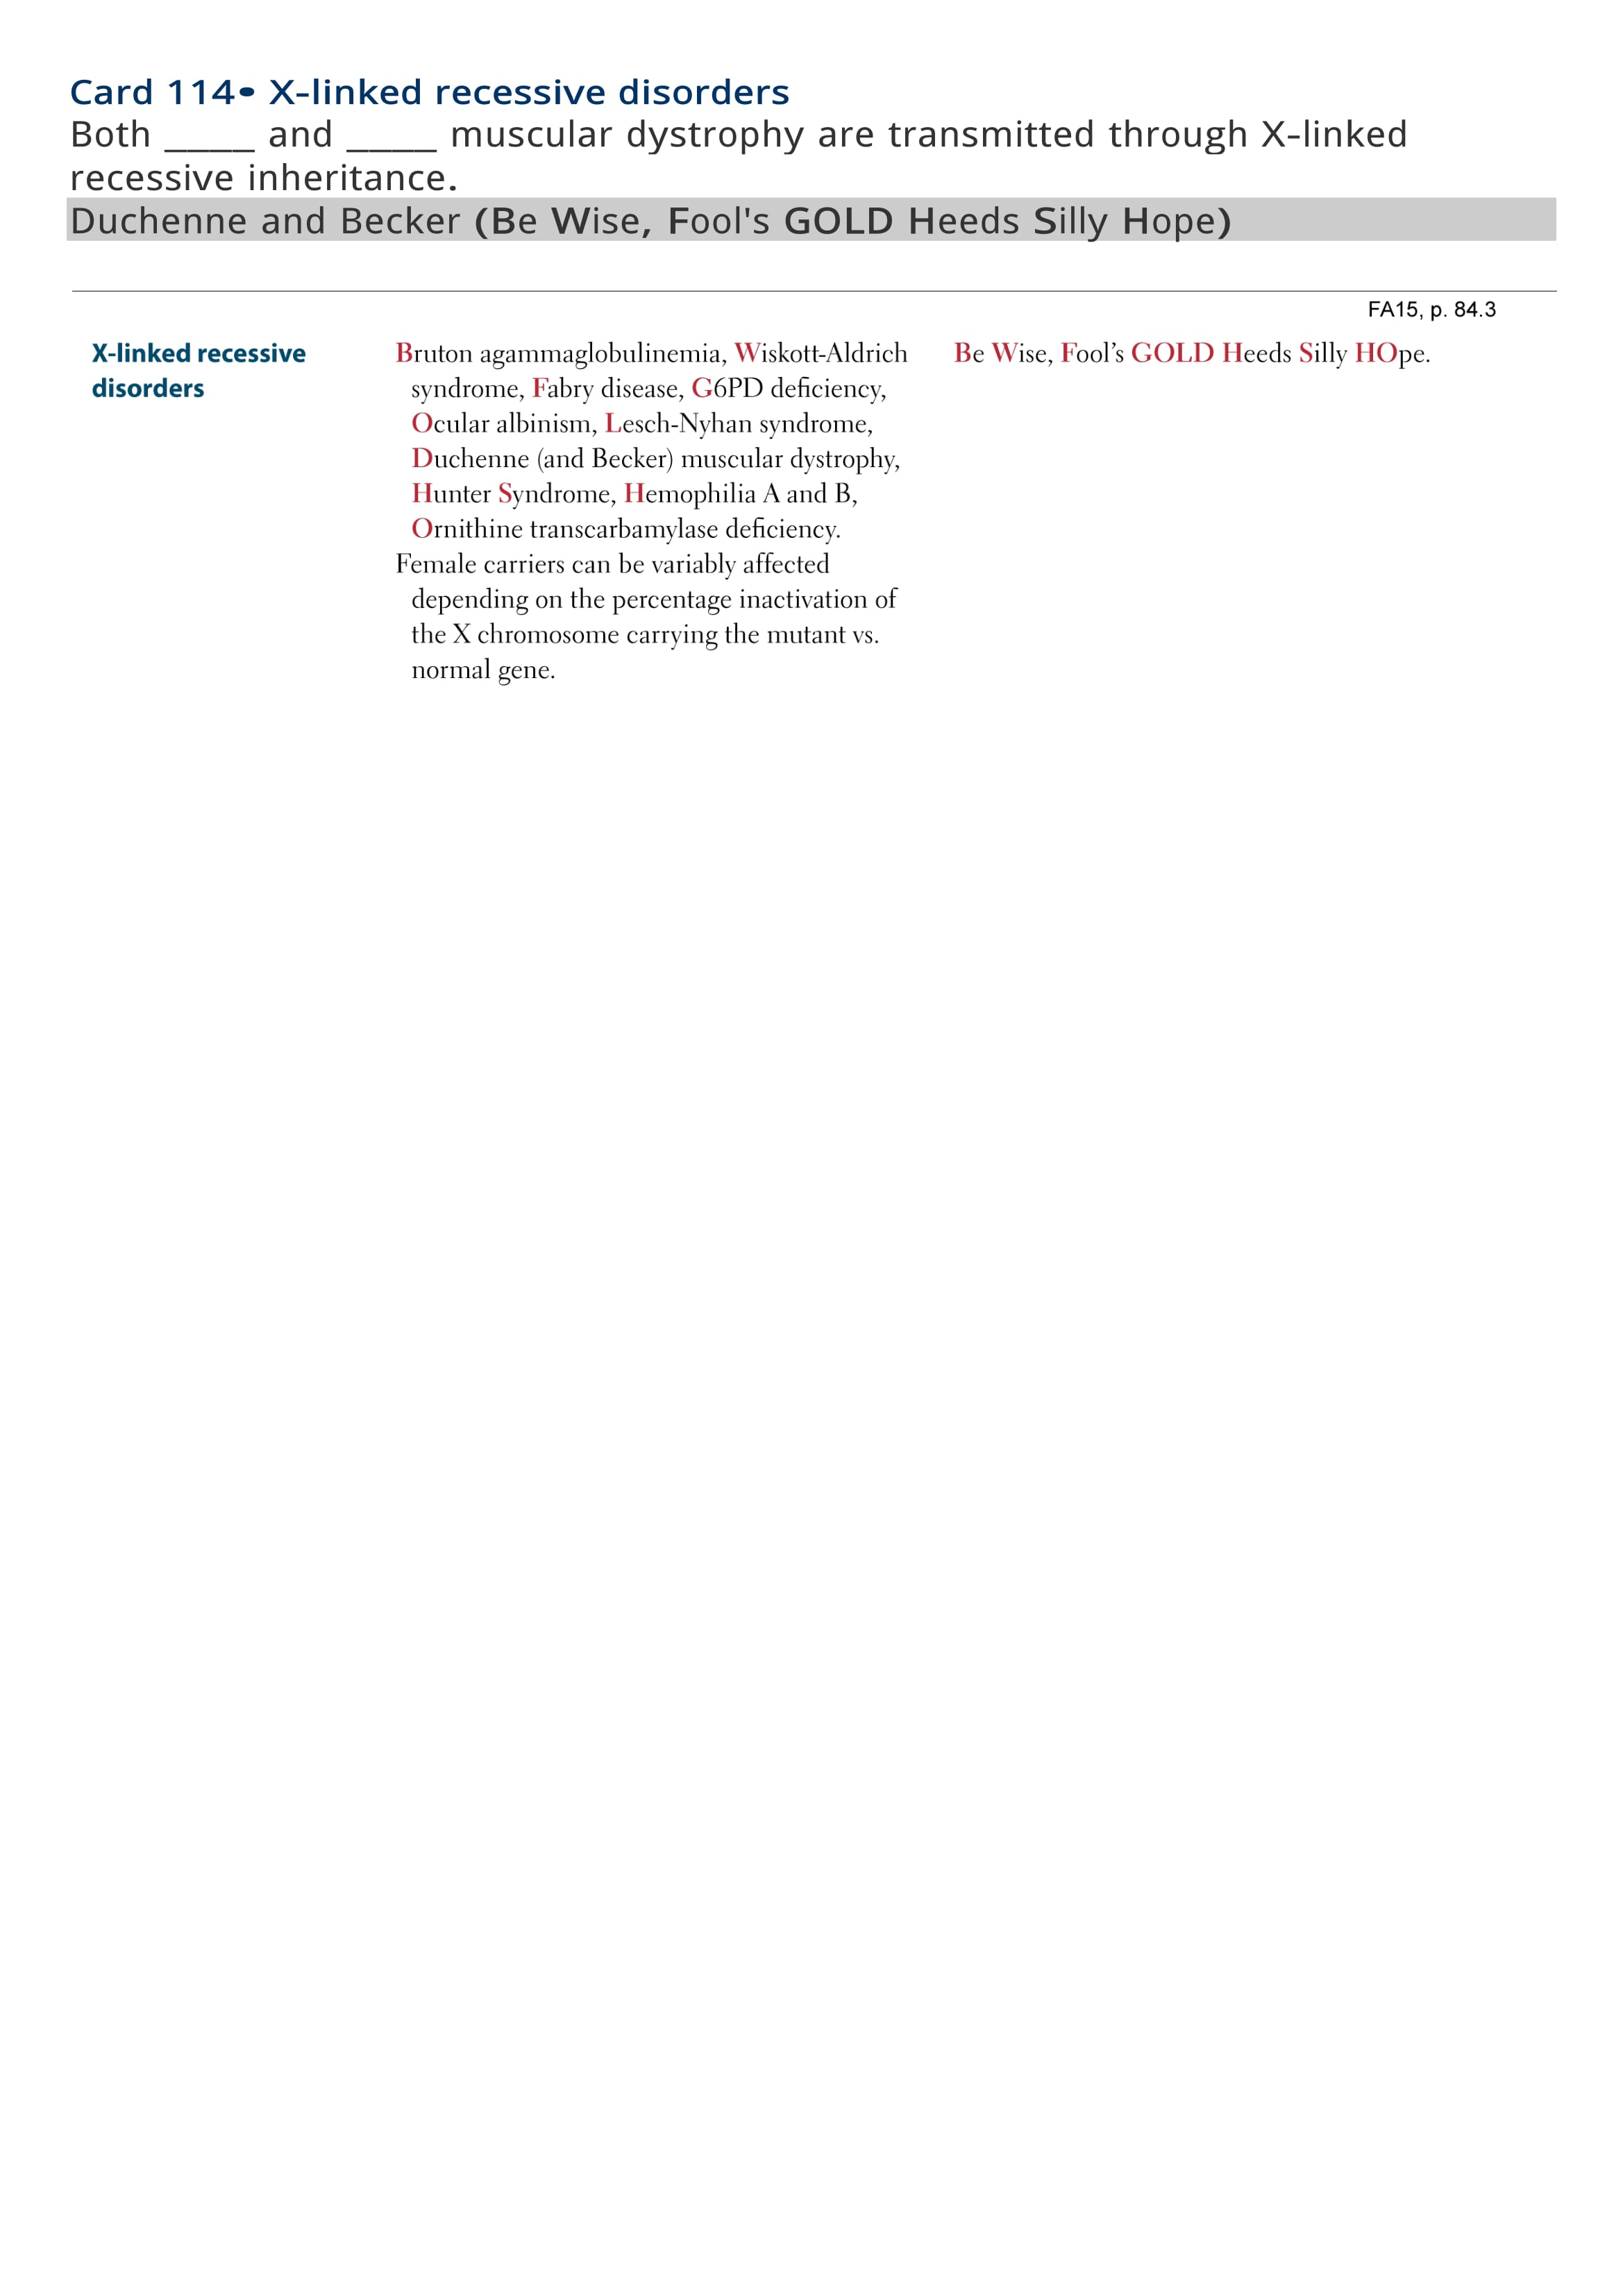 Card 114• X-linked recessive disorders
Both ____ and ____ muscular dystrophy are transmitted through X-linked
recessive inheritance.
Duchenne and Becker (Be Wise, Fool's GOLD Heeds Silly Hope)
FA15, p. 84.3
X-linked recessive
disorders
Bruton agammaglobulinemia, Wiskott-Aldrich
syndrome, Fabry disease, G6PD deficiency,
Ocular albinism, Lesch-Nyhan syndrome,
Duchenne (and Becker) muscular dystrophy,
Hunter Syndrome, Hemophilia A and B,
Ornithine transcarbamylase deficiency.
Female carriers can be variably affected
depending on the percentage inactivation of
the X chromosome carrying the mutant vs.
normal gene.
Be Wise, Fool’s GOLD Heeds Silly HOpe.